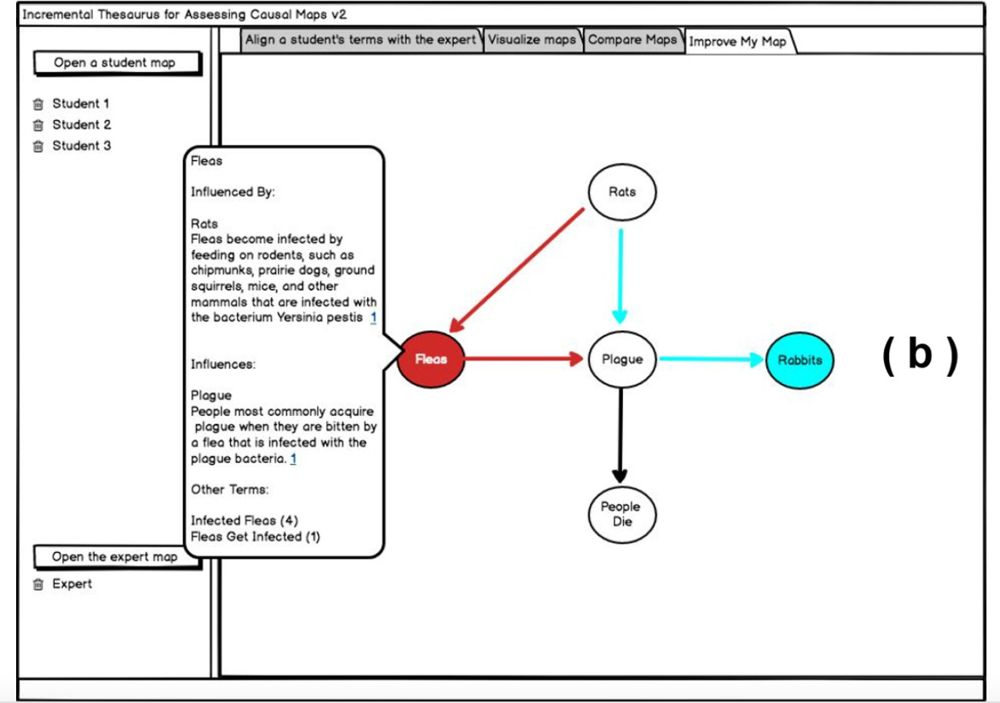 Incremental Thesaurus for Assessing Causal Maps v2
Align a student's terms with the expert
Visualize maps
Compare Maps
Improve My Map
Open a student map
Student 1
Student 2
Student 3
Fleas
Influenced By:
Rats
Fleas become infected by
feeding on rodents, such as
chipmunks, prairie dogs, ground
squirrels, mice, and other
mammals that are infected with
the bacterium Yersinia pestis 1
Influences:
Plague
People most commonly acquire
plague when they are bitten by
a flea that is infected with the
plague bacteria. 1
Other Terms:
Infected Fleas (4)
Fleas Get Infected (1)
Rats
Fleas
Plague
Rabbits
( b )
People
Die
Open the expert map
Expert